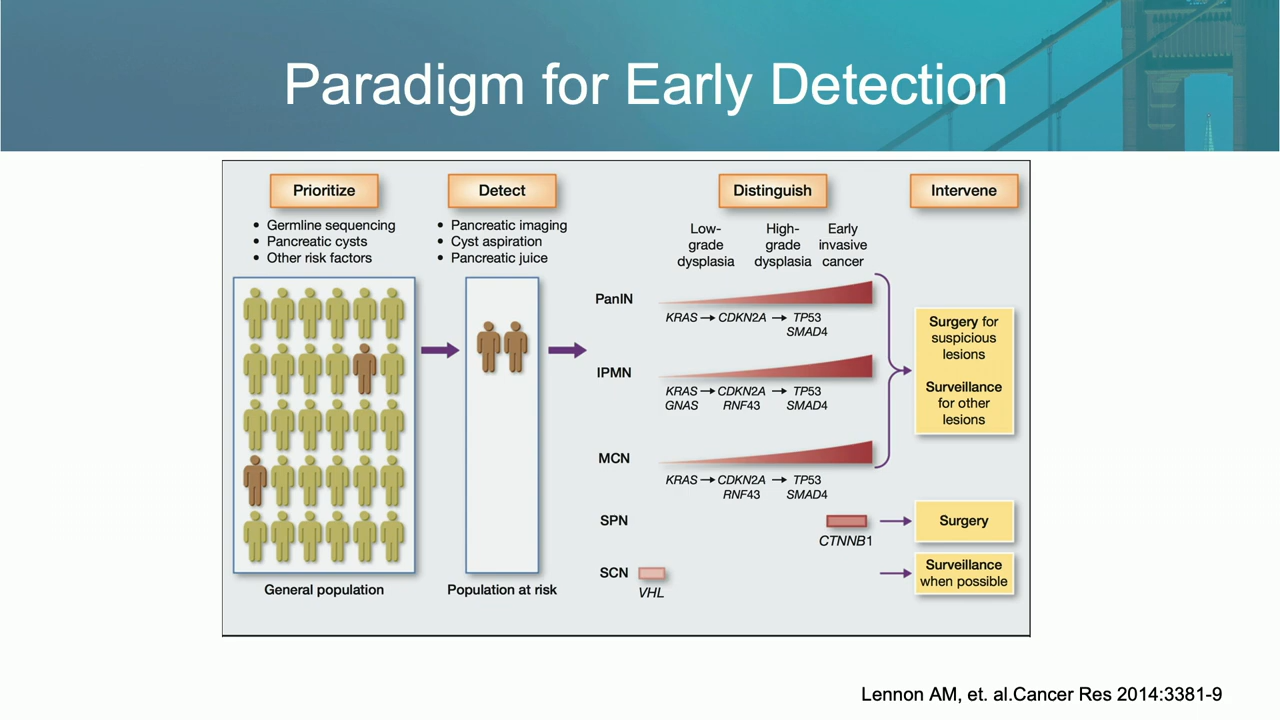 Paradigm for Early Detection
Prioritize
• Germline sequencing
• Pancreatic cysts
• Other risk factors
General population
Detect
• Pancreatic imaging
• Cyst aspiration
• Pancreatic juice
Population at risk
Distinguish
Low-
grade
dysplasia
High-
grade
dysplasia
Early
invasive
cancer
PanIN
KRAS → CDKN2A → TP53
SMAD4
IPMN
KRAS → CDKN2A → TP53
GNAS RNF43 SMAD4
MCN
KRAS → CDKN2A → TP53
RNF43 SMAD4
SPN
CTNNB1
SCN
VHL
Intervene
Surgery for
suspicious
lesions
Surveillance
for other
lesions
Surgery
Surveillance
when possible
Lennon AM, et. al.Cancer Res 2014:3381-9